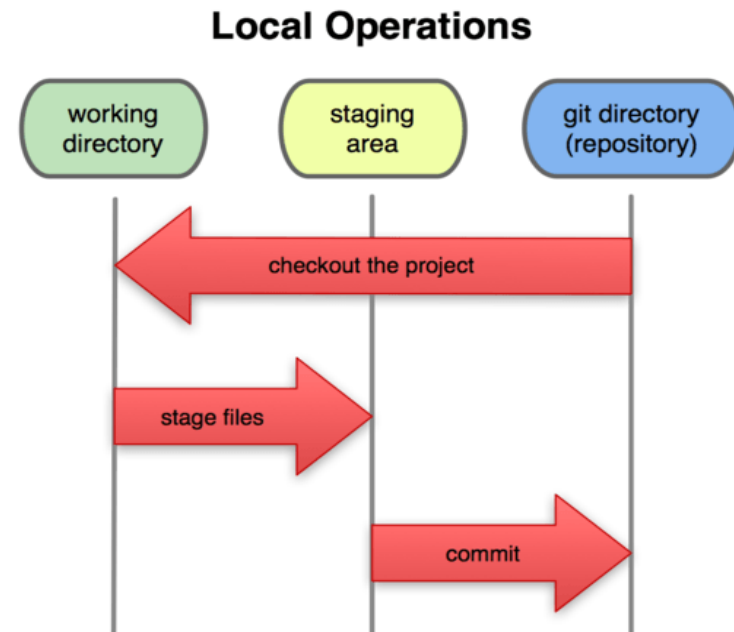 Local Operations
working
directory
staging
area
git directory
(repository)
checkout the project
stage files
commit